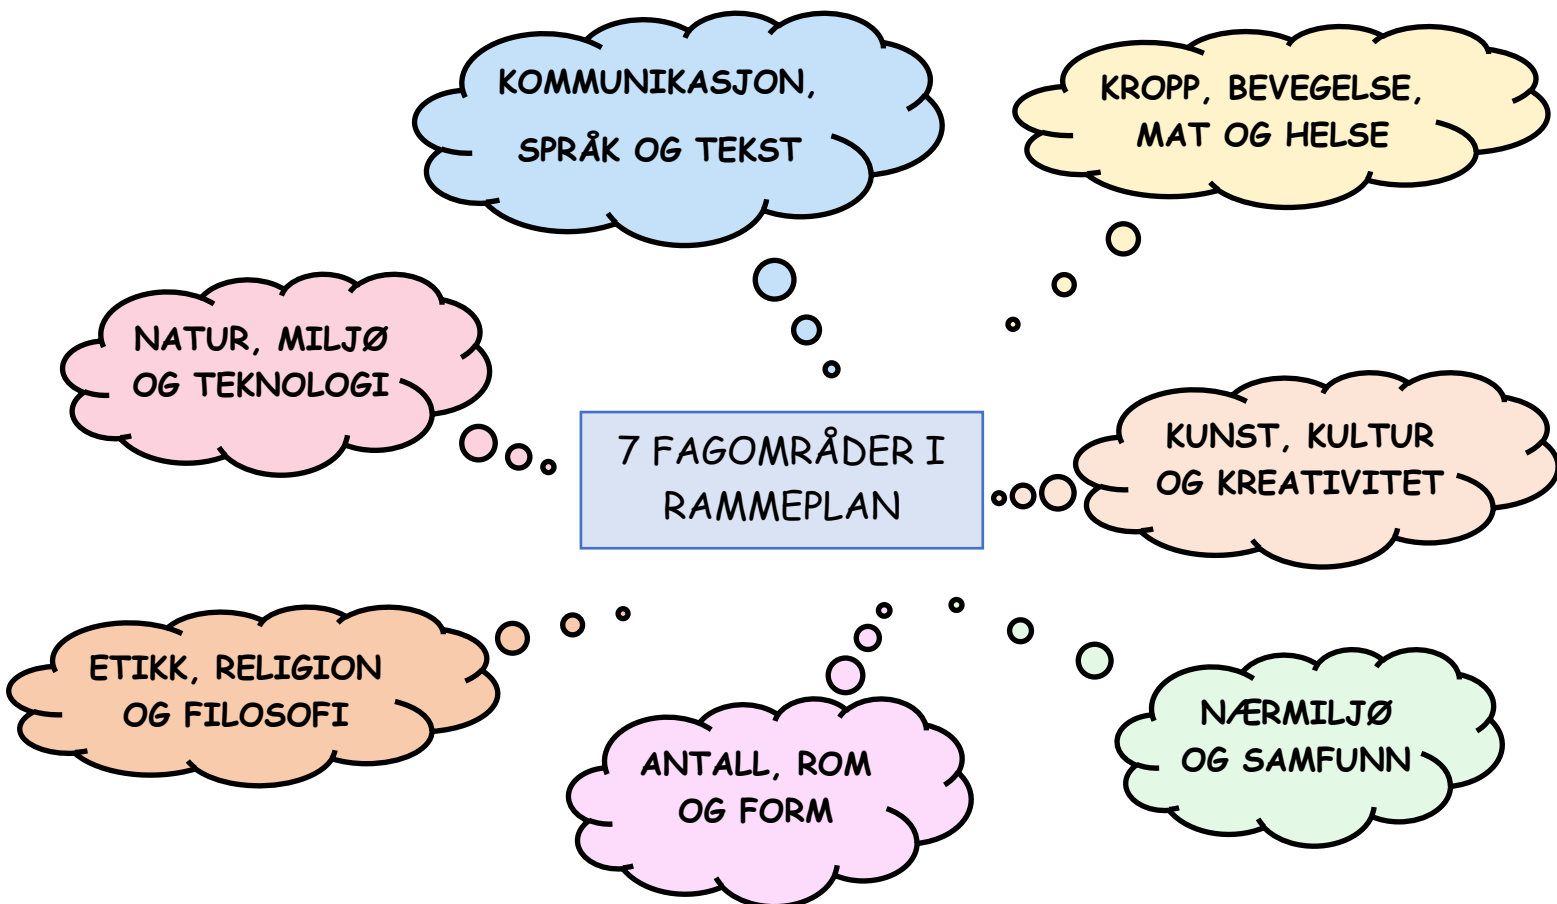 KOMMUNIKASJON,
SPRÅK OG TEKST
KROPP, BEVEGELSE,
MAT OG HELSE
NATUR, MILJØ
OG TEKNOLOGI
7 FAGOMRÅDER I
RAMMEPLAN
KUNST, KULTUR
OG KREATIVITET
ETIKK, RELIGION
OG FILOSOFI
ANTALL, ROM
OG FORM
NÆRMILJØ
OG SAMFUNN